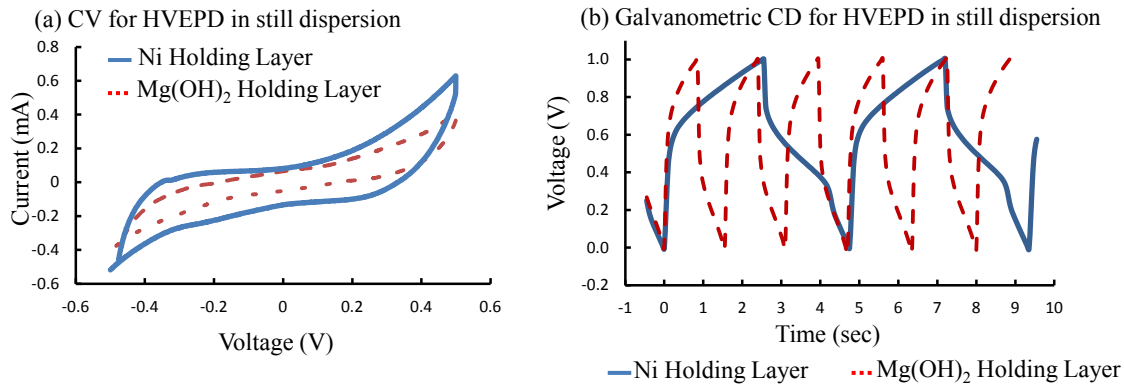 (a) CV for HVEPD in still dispersion
0.8
0.6
0.4
0.2
0
-0.2
-0.4
-0.6
Current (mA)
Ni Holding Layer
Mg(OH)2 Holding Layer
-0.6 -0.4 -0.2 0 0.2 0.4 0.6
Voltage (V)
(b) Galvanometric CD for HVEPD in still dispersion
1.0
0.8
0.6
0.4
0.2
0.0
-0.2
Voltage (V)
-1 0 1 2 3 4 5 6 7 8 9 10
Time (sec)
Ni Holding Layer Mg(OH)2 Holding Layer